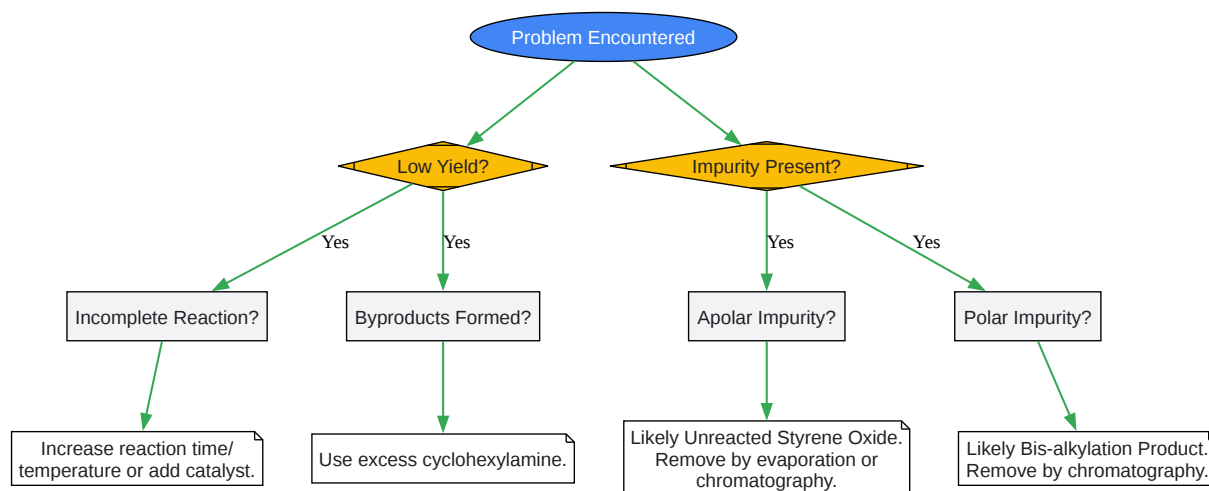 Problem Encountered
Low Yield?
Impurity Present?
Yes
Yes
Yes
Yes
Incomplete Reaction?
Byproducts Formed?
Apolar Impurity?
Polar Impurity?
Increase reaction time/
temperature or add catalyst.
Use excess cyclohexylamine.
Likely Unreacted Styrene Oxide.
Remove by evaporation or
chromatography.
Likely Bis-alkylation Product.
Remove by chromatography.